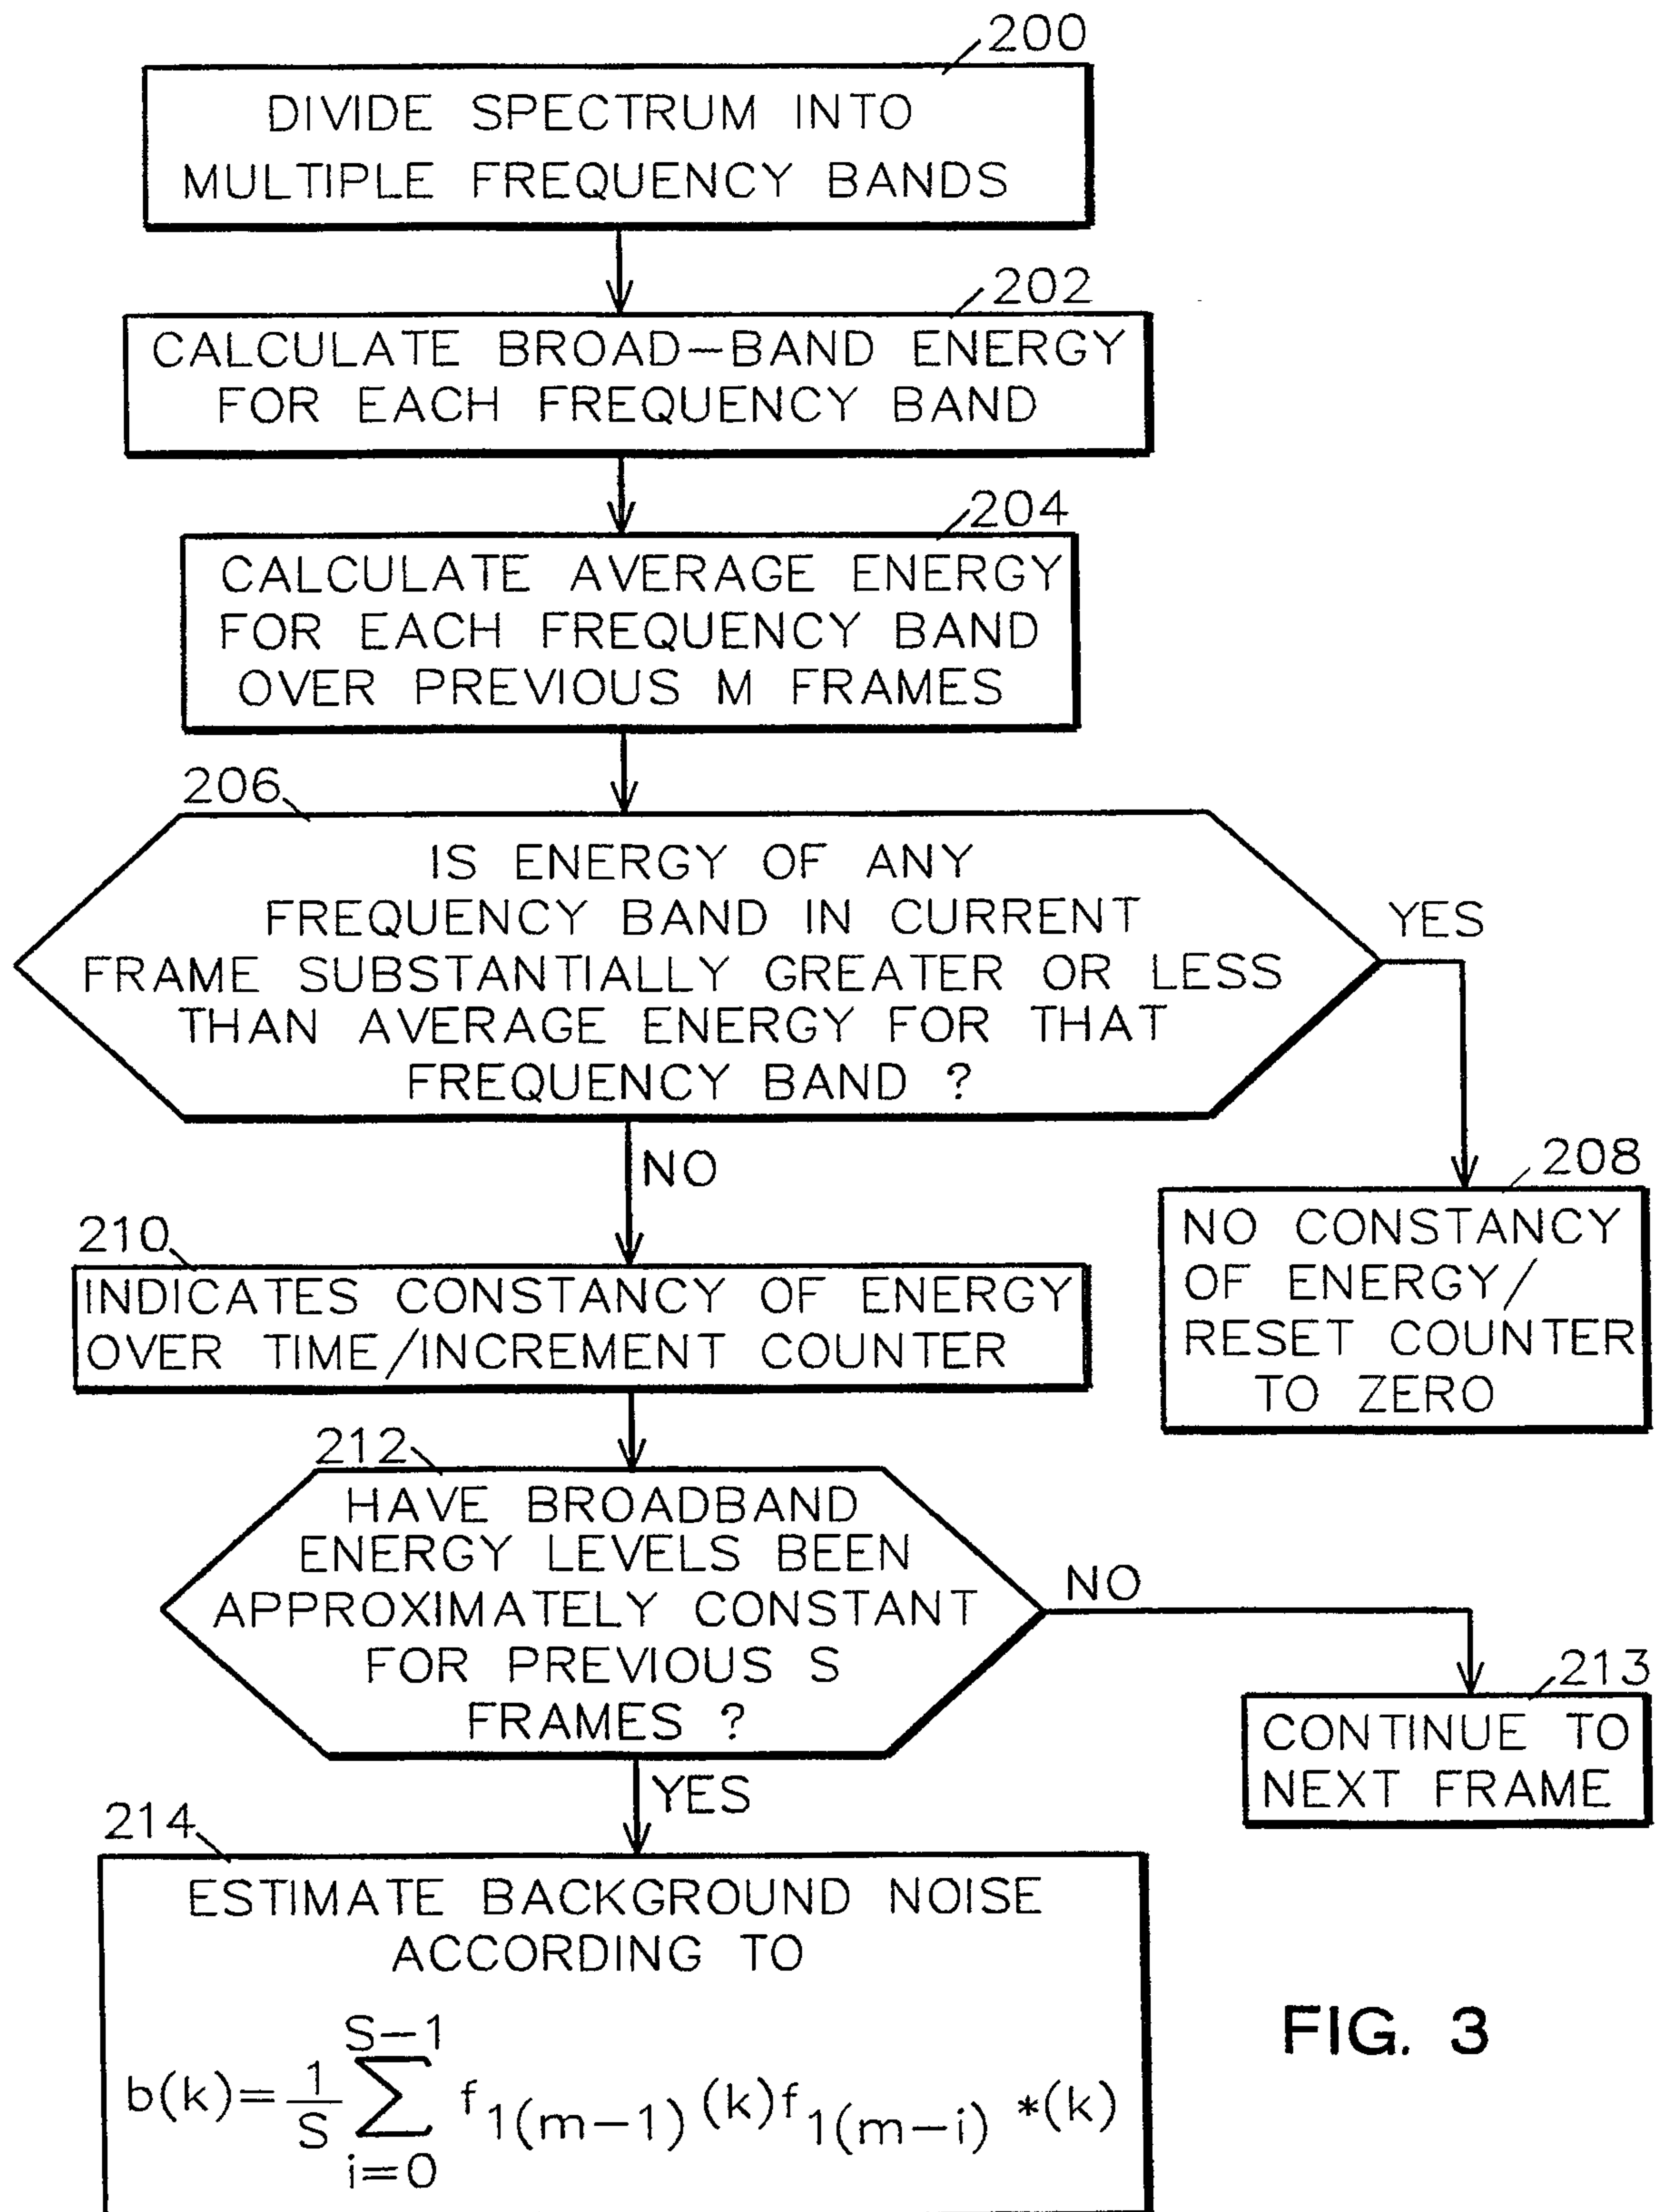 200
DIVIDE SPECTRUM INTO
MULTIPLE FREQUENCY BANDS
202
CALCULATE BROAD-BAND ENERGY
FOR EACH FREQUENCY BAND
204
CALCULATE AVERAGE ENERGY
FOR EACH FREQUENCY BAND
OVER PREVIOUS M FRAMES
206
IS ENERGY OF ANY
FREQUENCY BAND IN CURRENT
FRAME SUBSTANTIALLY GREATER OR LESS
THAN AVERAGE ENERGY FOR THAT
FREQUENCY BAND ?
YES
NO
208
NO CONSTANCY
OF ENERGY/
RESET COUNTER
TO ZERO
210
INDICATES CONSTANCY OF ENERGY
OVER TIME/INCREMENT COUNTER
212
HAVE BROADBAND
ENERGY LEVELS BEEN
APPROXIMATELY CONSTANT
FOR PREVIOUS S
FRAMES ?
NO
213
CONTINUE TO
NEXT FRAME
YES
214
ESTIMATE BACKGROUND NOISE
ACCORDING TO
b(k)=1/S ∑ i=0 S-1 f1(m-1) (k)f1(m-i) *(k)
FIG. 3